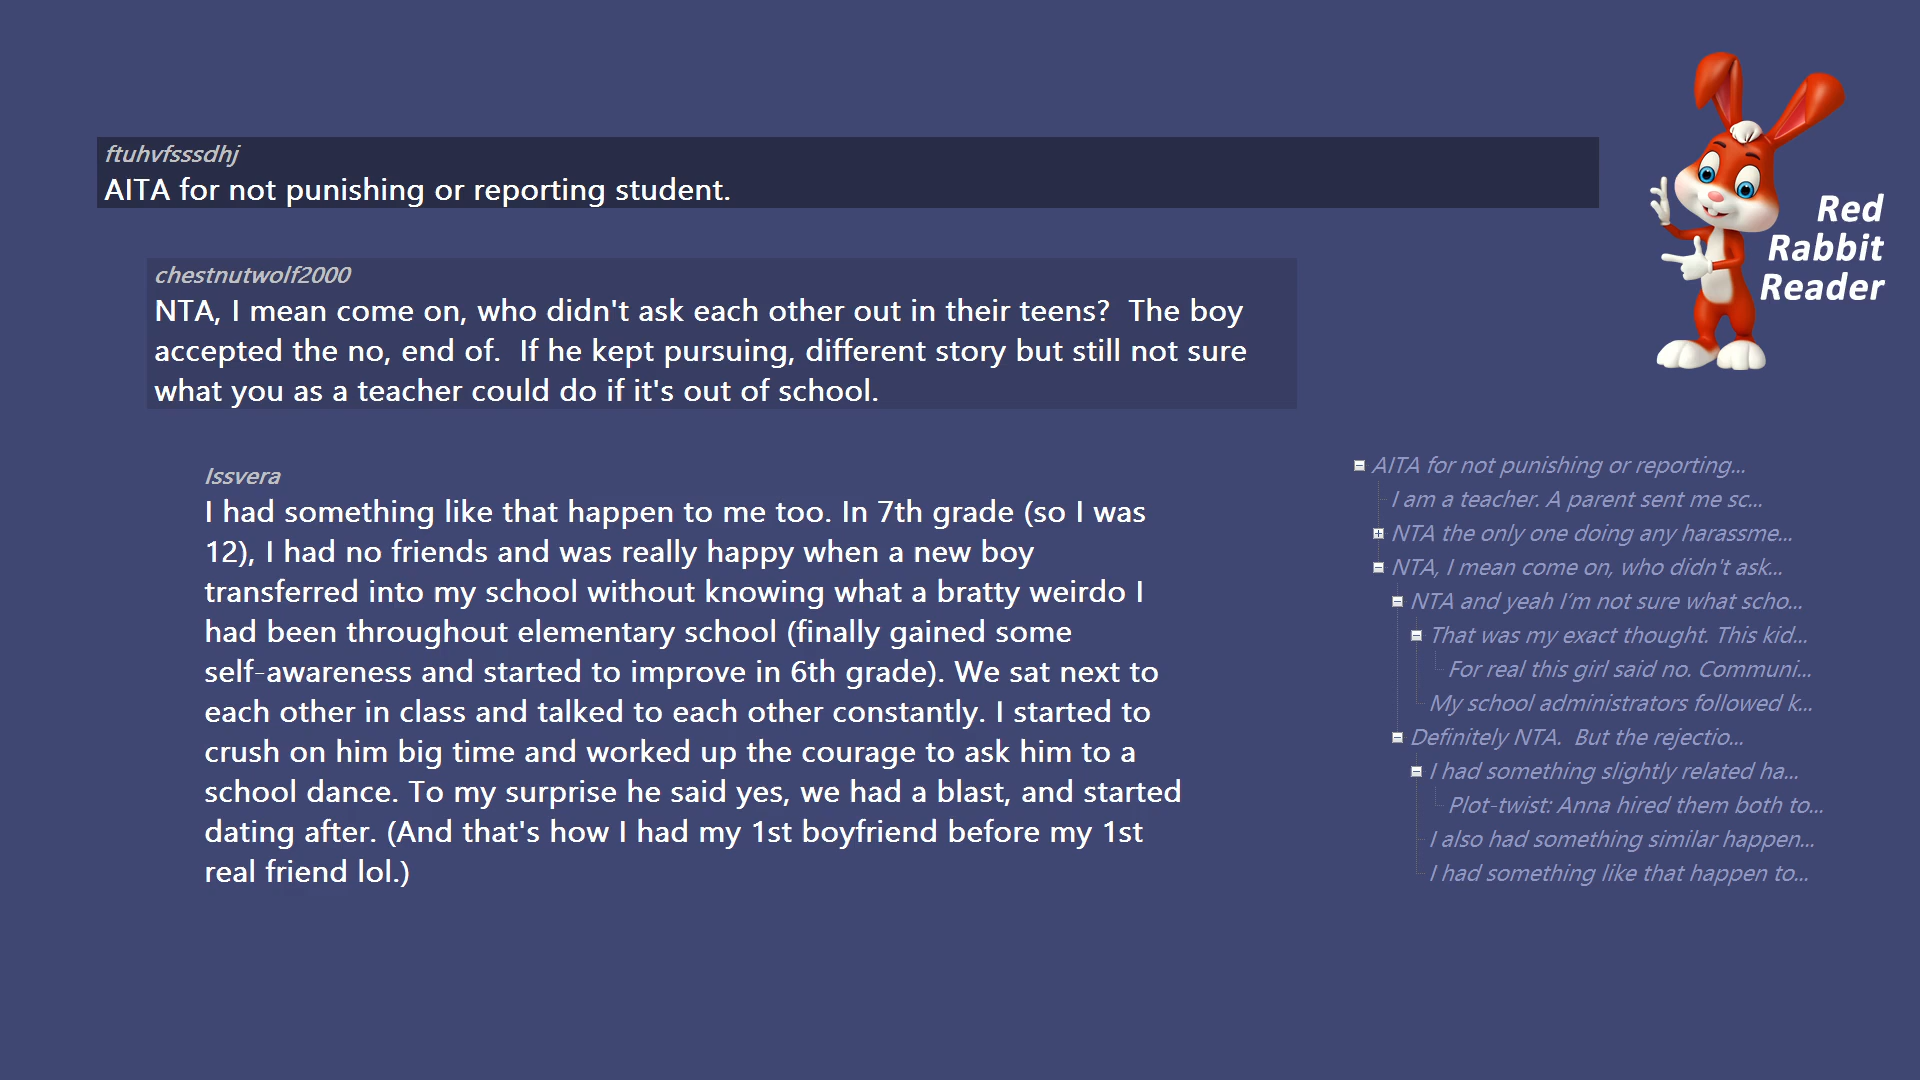 ftuhvfsssdhj
AITA for not punishing or reporting student.
chestnutwolf2000
NTA, I mean come on, who didn't ask each other out in their teens?  The boy
accepted the no, end of.  If he kept pursuing, different story but still not sure
what you as a teacher could do if it's out of school.
Issvera
I had something like that happen to me too. In 7th grade (so I was
12), I had no friends and was really happy when a new boy
transferred into my school without knowing what a bratty weirdo I
had been throughout elementary school (finally gained some
self-awareness and started to improve in 6th grade). We sat next to
each other in class and talked to each other constantly. I started to
crush on him big time and worked up the courage to ask him to a
school dance. To my surprise he said yes, we had a blast, and started
dating after. (And that's how I had my 1st boyfriend before my 1st
real friend lol.)
Red
Rabbit
Reader
AITA for not punishing or reporting...
I am a teacher. A parent sent me sc...
NTA the only one doing any harassme...
NTA, I mean come on, who didn't ask...
NTA and yeah I’m not sure what scho...
That was my exact thought. This kid...
For real this girl said no. Communi...
My school administrators followed k...
Definitely NTA.  But the rejectio...
I had something slightly related ha...
Plot-twist: Anna hired them both to...
I also had something similar happen...
I had something like that happen to...